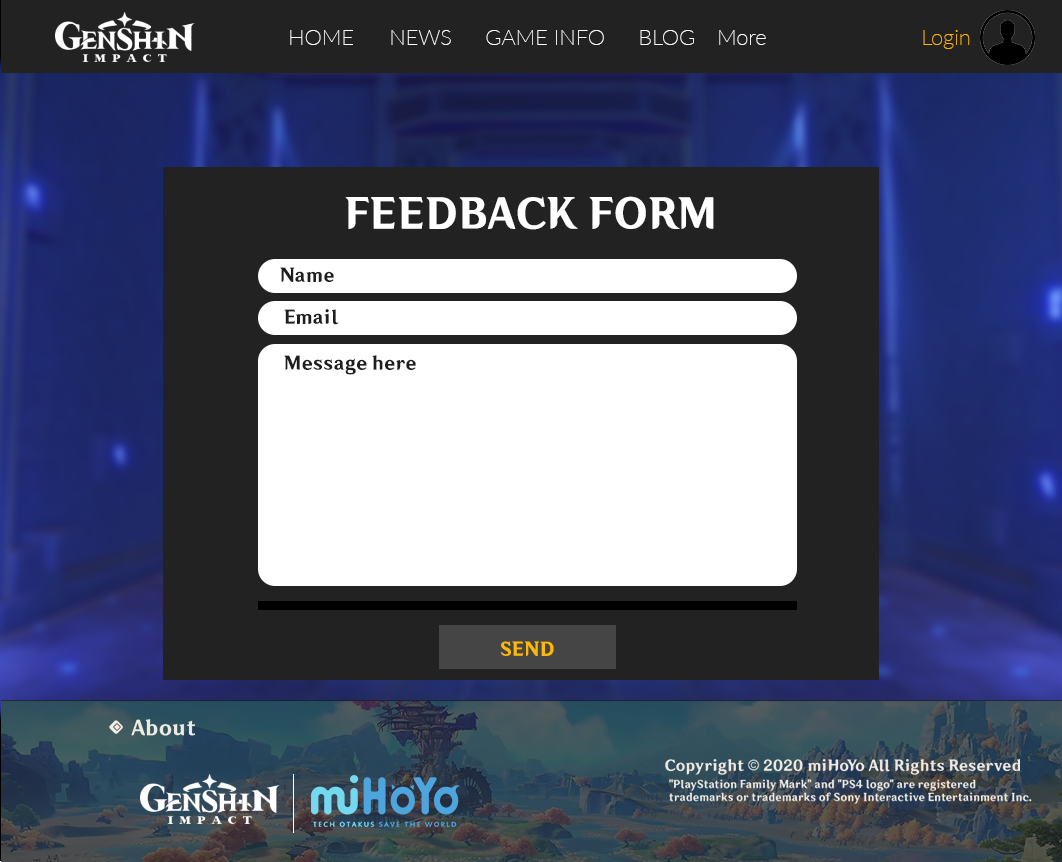 GENSHIN
IMPACT
HOME NEWS GAME INFO BLOG More Login
FEEDBACK FORM
Name
Email
Message here
SEND
About
GENSHIN
IMPACT
miHoYo
TECH OTAKUS SAVE THE WORLD
Copyright © 2020 miHoYo All Rights Reserved
"PlayStation Family Mark" and "PS4 logo" are registered
trademarks or trademarks of Sony Interactive Entertainment Inc.